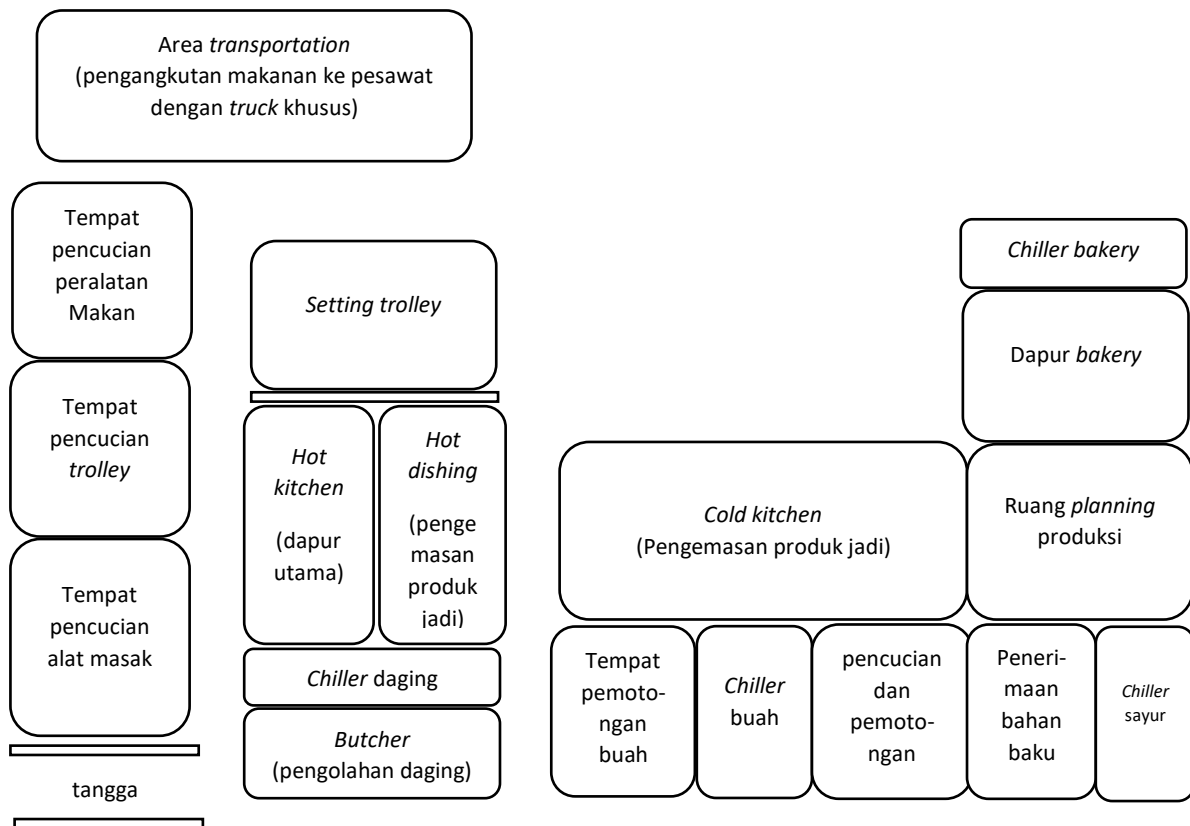 Area transportation
(pengangkutan makanan ke pesawat
dengan truck khusus)
Tempat
pencucian
peralatan
Makan
Setting trolley
Chiller bakery
Dapur bakery
Tempat
pencucian
trolley
Hot
kitchen
(dapur
utama)
Hot
dishing
(penge
masan
produk
jadi)
Cold kitchen
(Pengemasan produk jadi)
Ruang planning
produksi
Tempat
pencucian
alat masak
Chiller daging
Butcher
(pengolahan daging)
Tempat
pemoto-
ngan
buah
Chiller
buah
pencucian
dan
pemoto-
ngan
Peneri-
maan
bahan
baku
Chiller
sayur
tangga